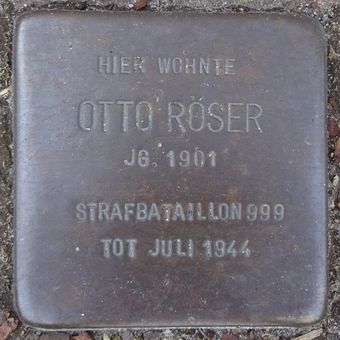 HIER WOHNTE
OTTO RÖSER
JG. 1901
STRAFBATAILLON 999
TOT JULI 1944